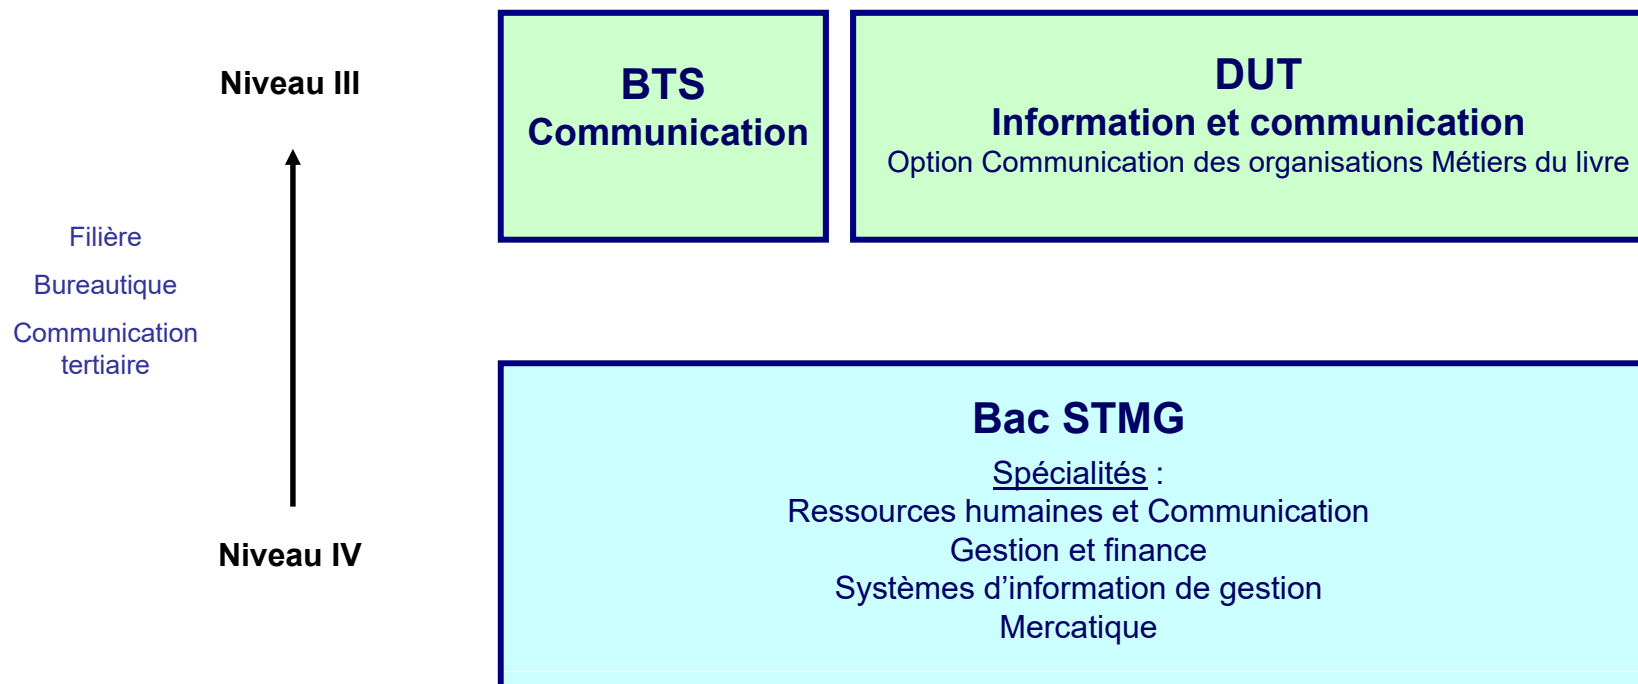 Niveau III
BTS
Communication
DUT
Information et communication
Option Communication des organisations Métiers du livre
Filière
Bureautique
Communication
tertiaire
Niveau IV
Bac STMG
Spécialités :
Ressources humaines et Communication
Gestion et finance
Systèmes d’information de gestion
Mercatique